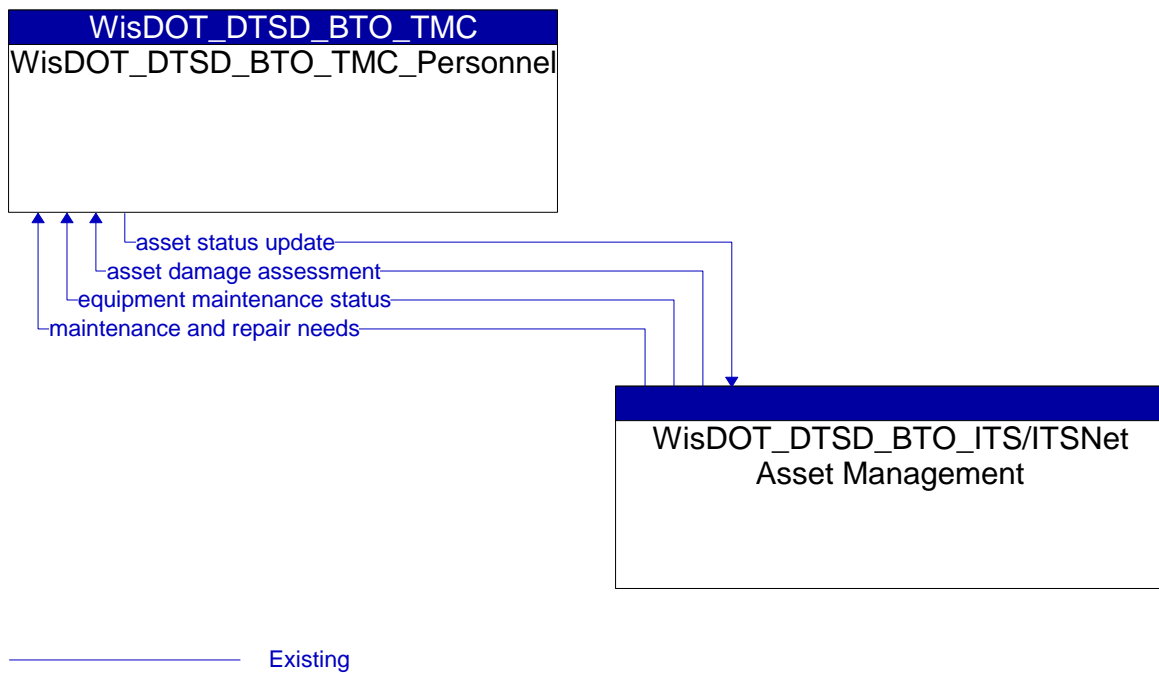 WisDOT_DTSD_BTO_TMC
WisDOT_DTSD_BTO_TMC_Personnel
asset status update
asset damage assessment
equipment maintenance status
maintenance and repair needs
WisDOT_DTSD_BTO_ITS/ITSNet
Asset Management
Existing